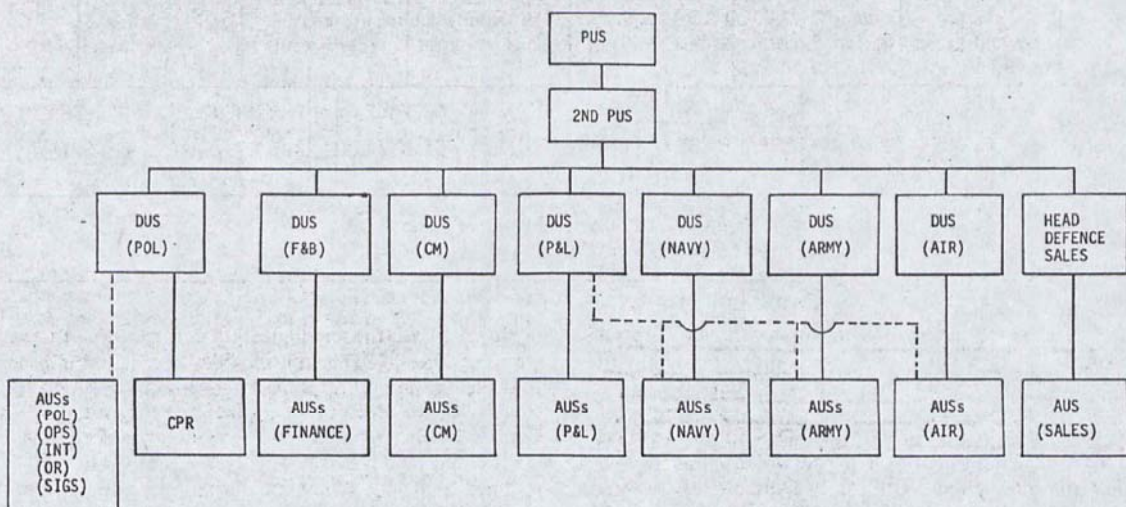 PUS
2ND PUS
DUS
(POL)
DUS
(F&B)
DUS
(CM)
DUS
(P&L)
DUS
(NAVY)
DUS
(ARMY)
DUS
(AIR)
HEAD
DEFENCE
SALES
AUSs
(POL)
(OPS)
(INT)
(OR)
(SIGS)
CPR
AUSs
(FINANCE)
AUSs
(CM)
AUSs
(P&L)
AUSs
(NAVY)
AUSs
(ARMY)
AUSs
(AIR)
AUS
(SALES)